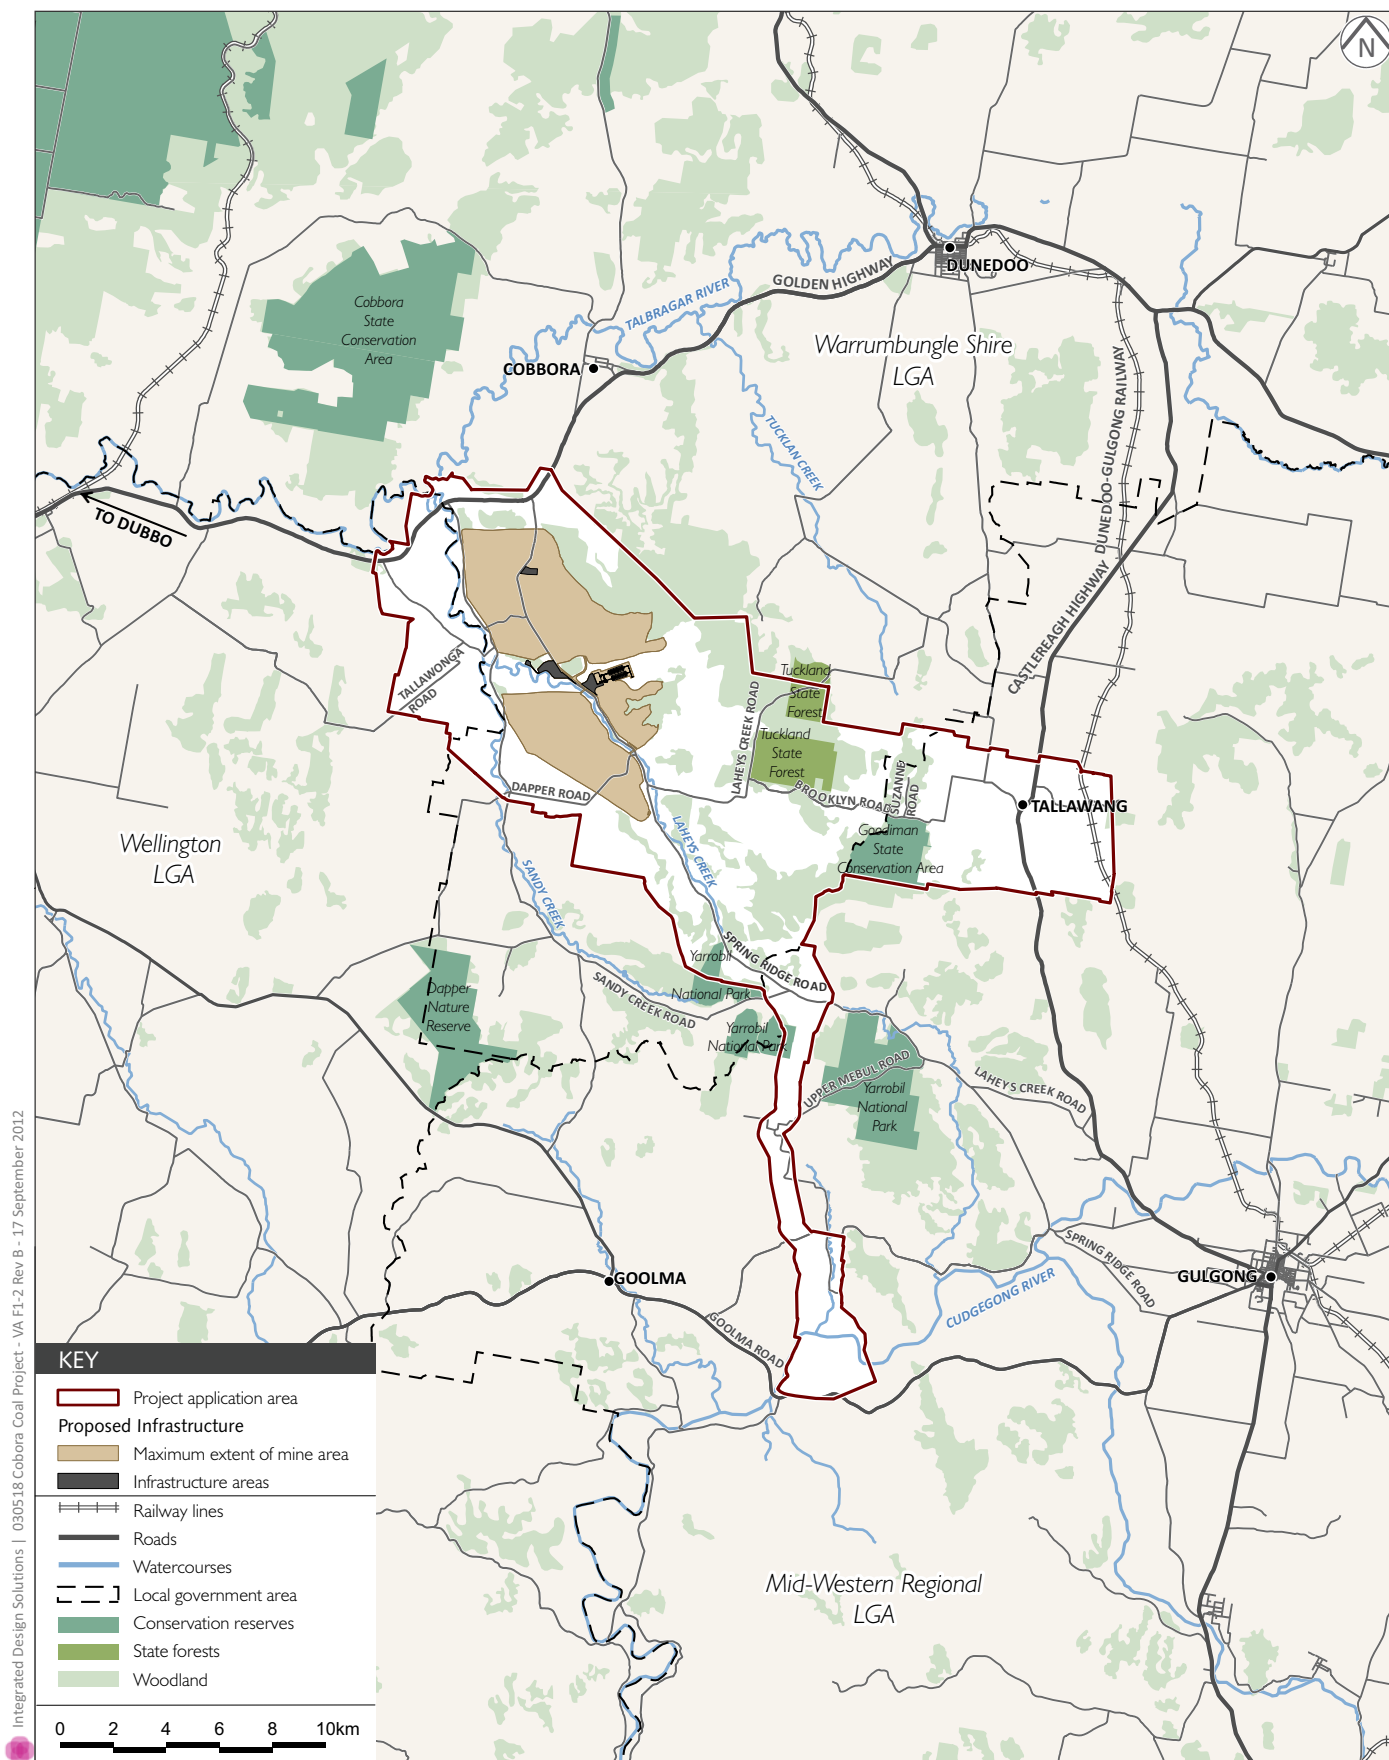 N
DUNEDOO
GOLDEN HIGHWAY
TALBRAGAR RIVER
Cobbora
State
Conservation
Area
COBBORA
Warrumbungle Shire
LGA
DUNEDOO-GULGONG RAILWAY
TUCKLAN CREEK
TO DUBBO
CASTLEREAGH HIGHWAY
TALLAWONGA
ROAD
Tuckland
State
Forest
LAHEYS CREEK ROAD
Tuckland
State
Forest
DAPPER ROAD
BROOKLYN ROAD
SUZANNE
ROAD
TALLAWANG
Wellington
LGA
Goodiman
State
Conservation Area
LAHEYS CREEK
SANDY CREEK
SPRING RIDGE ROAD
Yarrobil
National Park
SANDY CREEK ROAD
Dapper
Nature
Reserve
Yarrobil
National Park
UPPER MEBUL ROAD
Yarrobil
National
Park
LAHEYS CREEK ROAD
SPRING RIDGE ROAD
GULGONG
GOOLMA
CUDGEGONG RIVER
GOOLMA ROAD
Mid-Western Regional
LGA
KEY
Project application area
Proposed Infrastructure
Maximum extent of mine area
Infrastructure areas
Railway lines
Roads
Watercourses
Local government area
Conservation reserves
State forests
Woodland
0 2 4 6 8 10km
Integrated Design Solutions | 030518 Cobora Coal Project - VA F1-2 Rev B - 17 September 2012